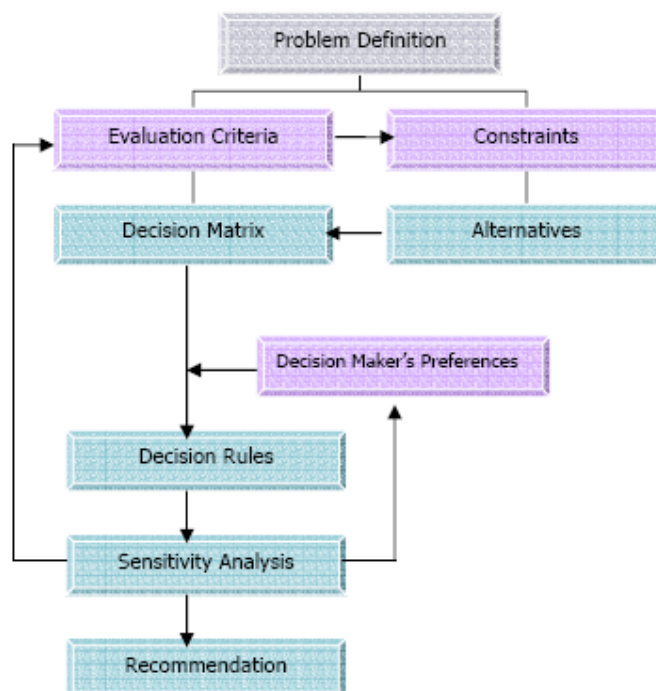 Problem Definition
Evaluation Criteria
Constraints
Decision Matrix
Alternatives
Decision Maker's Preferences
Decision Rules
Sensitivity Analysis
Recommendation